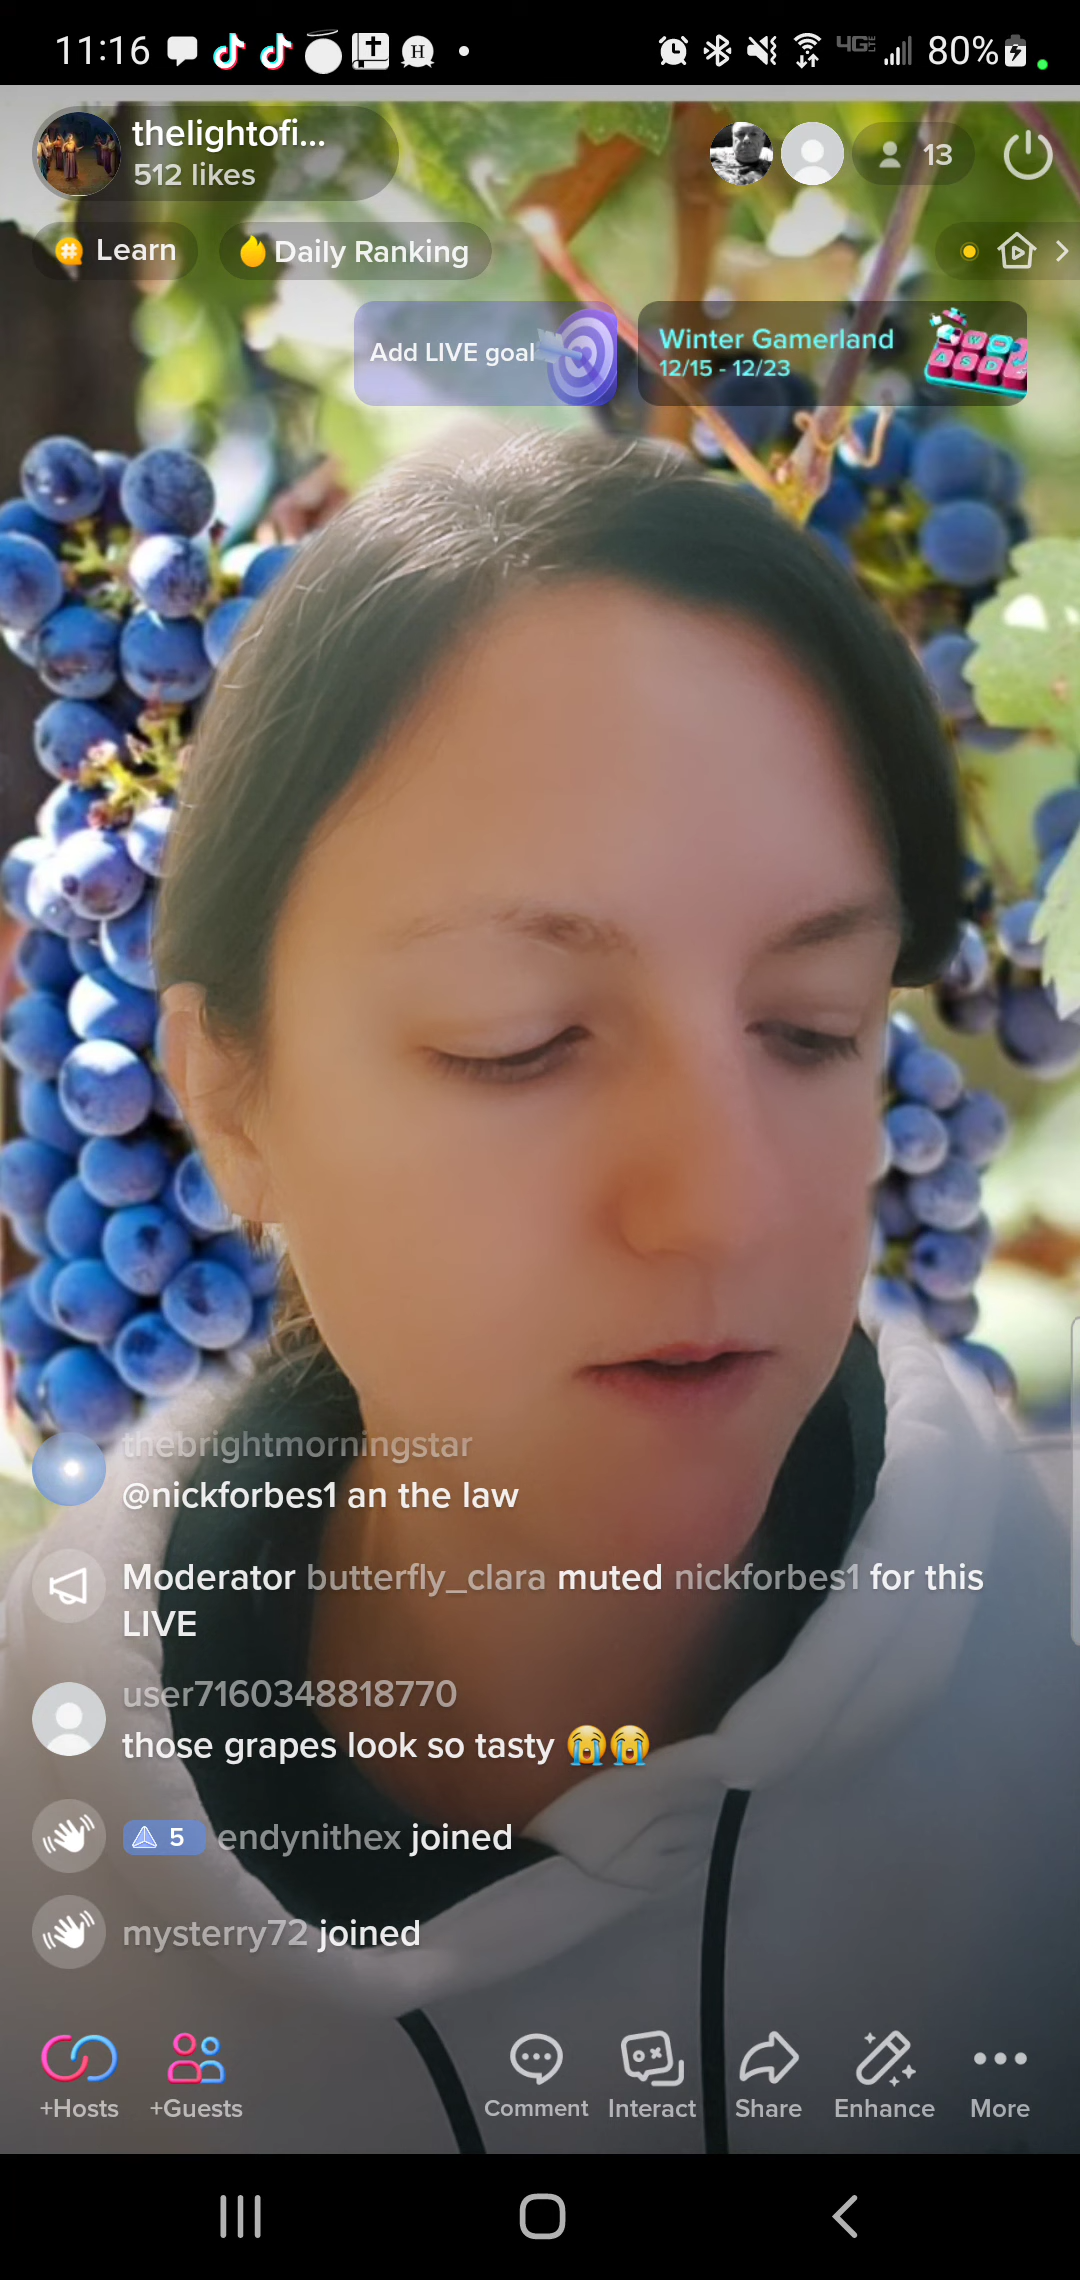 11:16
4G LTE
80%
thelightofi...
512 likes
13
# Learn
Daily Ranking
Add LIVE goal
Winter Gamerland
12/15 - 12/23
thebrightmorningstar
@nickforbes1 an the law
Moderator butterfly_clara muted nickforbes1 for this
LIVE
user7160348818770
those grapes look so tasty 😭😭
5 endynithex joined
mysterry72 joined
+Hosts
+Guests
Comment
Interact
Share
Enhance
More